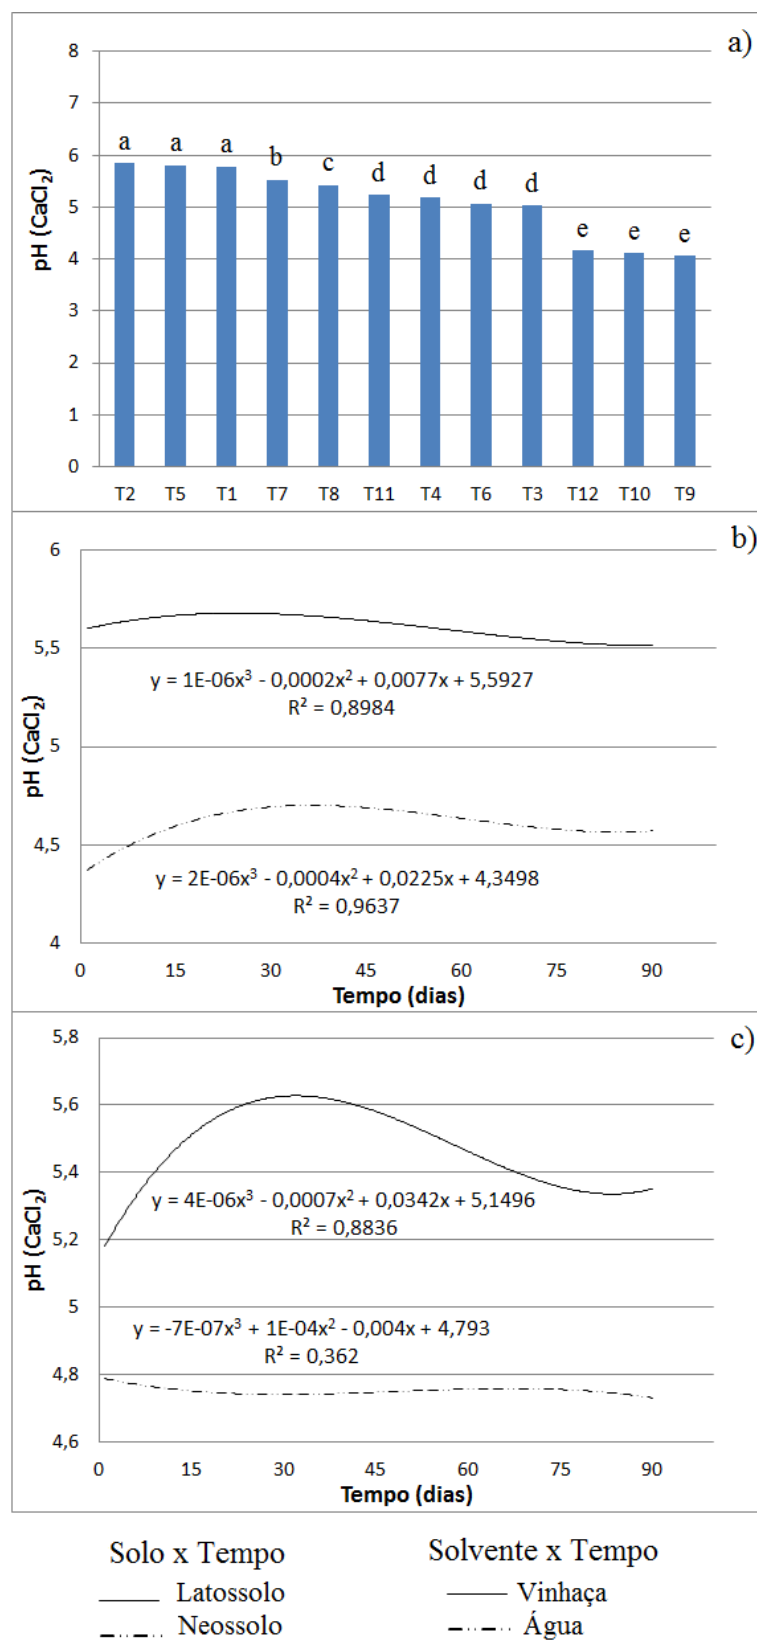 a)
8
7
6
5
4
3
2
1
0
pH (CaCl₂)
a a a b c d d d d e e e
T2 T5 T1 T7 T8 T11 T4 T6 T3 T12 T10 T9
b)
6
5,5
5
4,5
4
pH (CaCl₂)
y = 1E-06x³ - 0,0002x² + 0,0077x + 5,5927
R² = 0,8984
y = 2E-06x³ - 0,0004x² + 0,0225x + 4,3498
R² = 0,9637
0 15 30 45 60 75 90
Tempo (dias)
c)
5,8
5,6
5,4
5,2
5
4,8
4,6
pH (CaCl₂)
y = 4E-06x³ - 0,0007x² + 0,0342x + 5,1496
R² = 0,8836
y = -7E-07x³ + 1E-04x² - 0,004x + 4,793
R² = 0,362
0 15 30 45 60 75 90
Tempo (dias)
Solo x Tempo
Latossolo
Neossolo
Solvente x Tempo
Vinhaça
Água